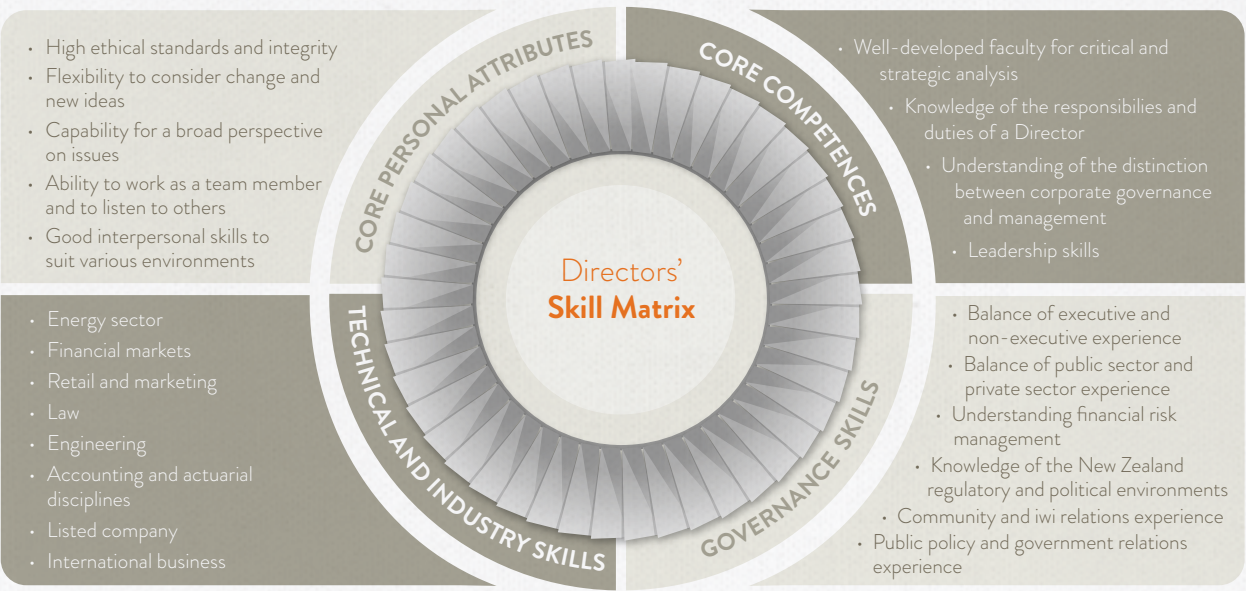 CORE PERSONAL ATTRIBUTES
• High ethical standards and integrity
• Flexibility to consider change and
new ideas
• Capability for a broad perspective
on issues
• Ability to work as a team member
and to listen to others
• Good interpersonal skills to
suit various environments
CORE COMPETENCES
• Well-developed faculty for critical and
strategic analysis
• Knowledge of the responsibilies and
duties of a Director
• Understanding of the distinction
between corporate governance
and management
• Leadership skills
Directors’
Skill Matrix
TECHNICAL AND INDUSTRY SKILLS
• Energy sector
• Financial markets
• Retail and marketing
• Law
• Engineering
• Accounting and actuarial
disciplines
• Listed company
• International business
GOVERNANCE SKILLS
• Balance of executive and
non-executive experience
• Balance of public sector and
private sector experience
• Understanding financial risk
management
• Knowledge of the New Zealand
regulatory and political environments
• Community and iwi relations experience
• Public policy and government relations
experience